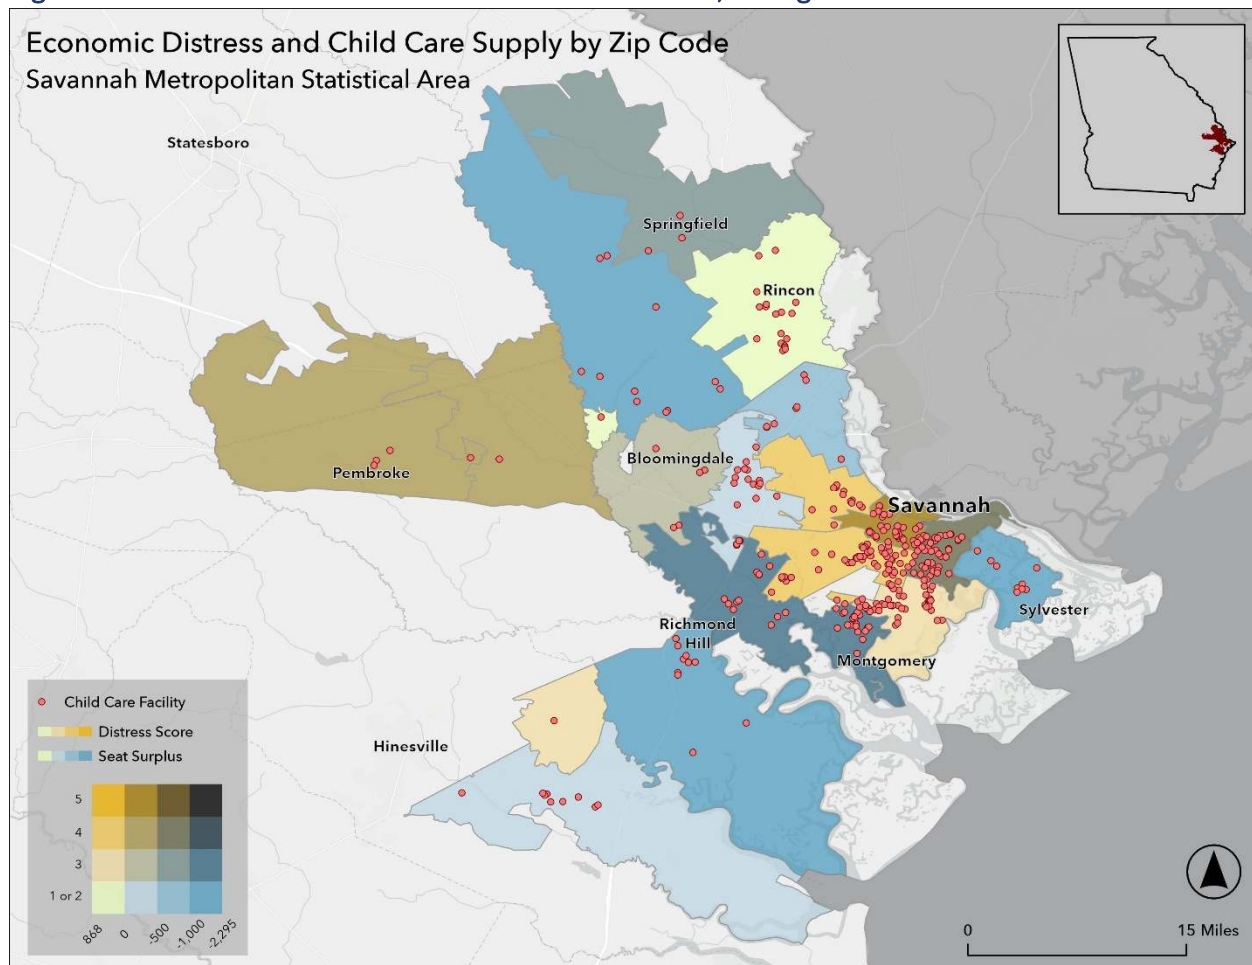 Economic Distress and Child Care Supply by Zip Code
Savannah Metropolitan Statistical Area
Statesboro
Springfield
Rincon
Bloomingdale
Pembroke
Savannah
Sylvester
Richmond
Hill
Montgomery
Hinesville
Child Care Facility
Distress Score
Seat Surplus
5
4
3
1 or 2
868
0
-500
-1,000
-2,295
0
15 Miles